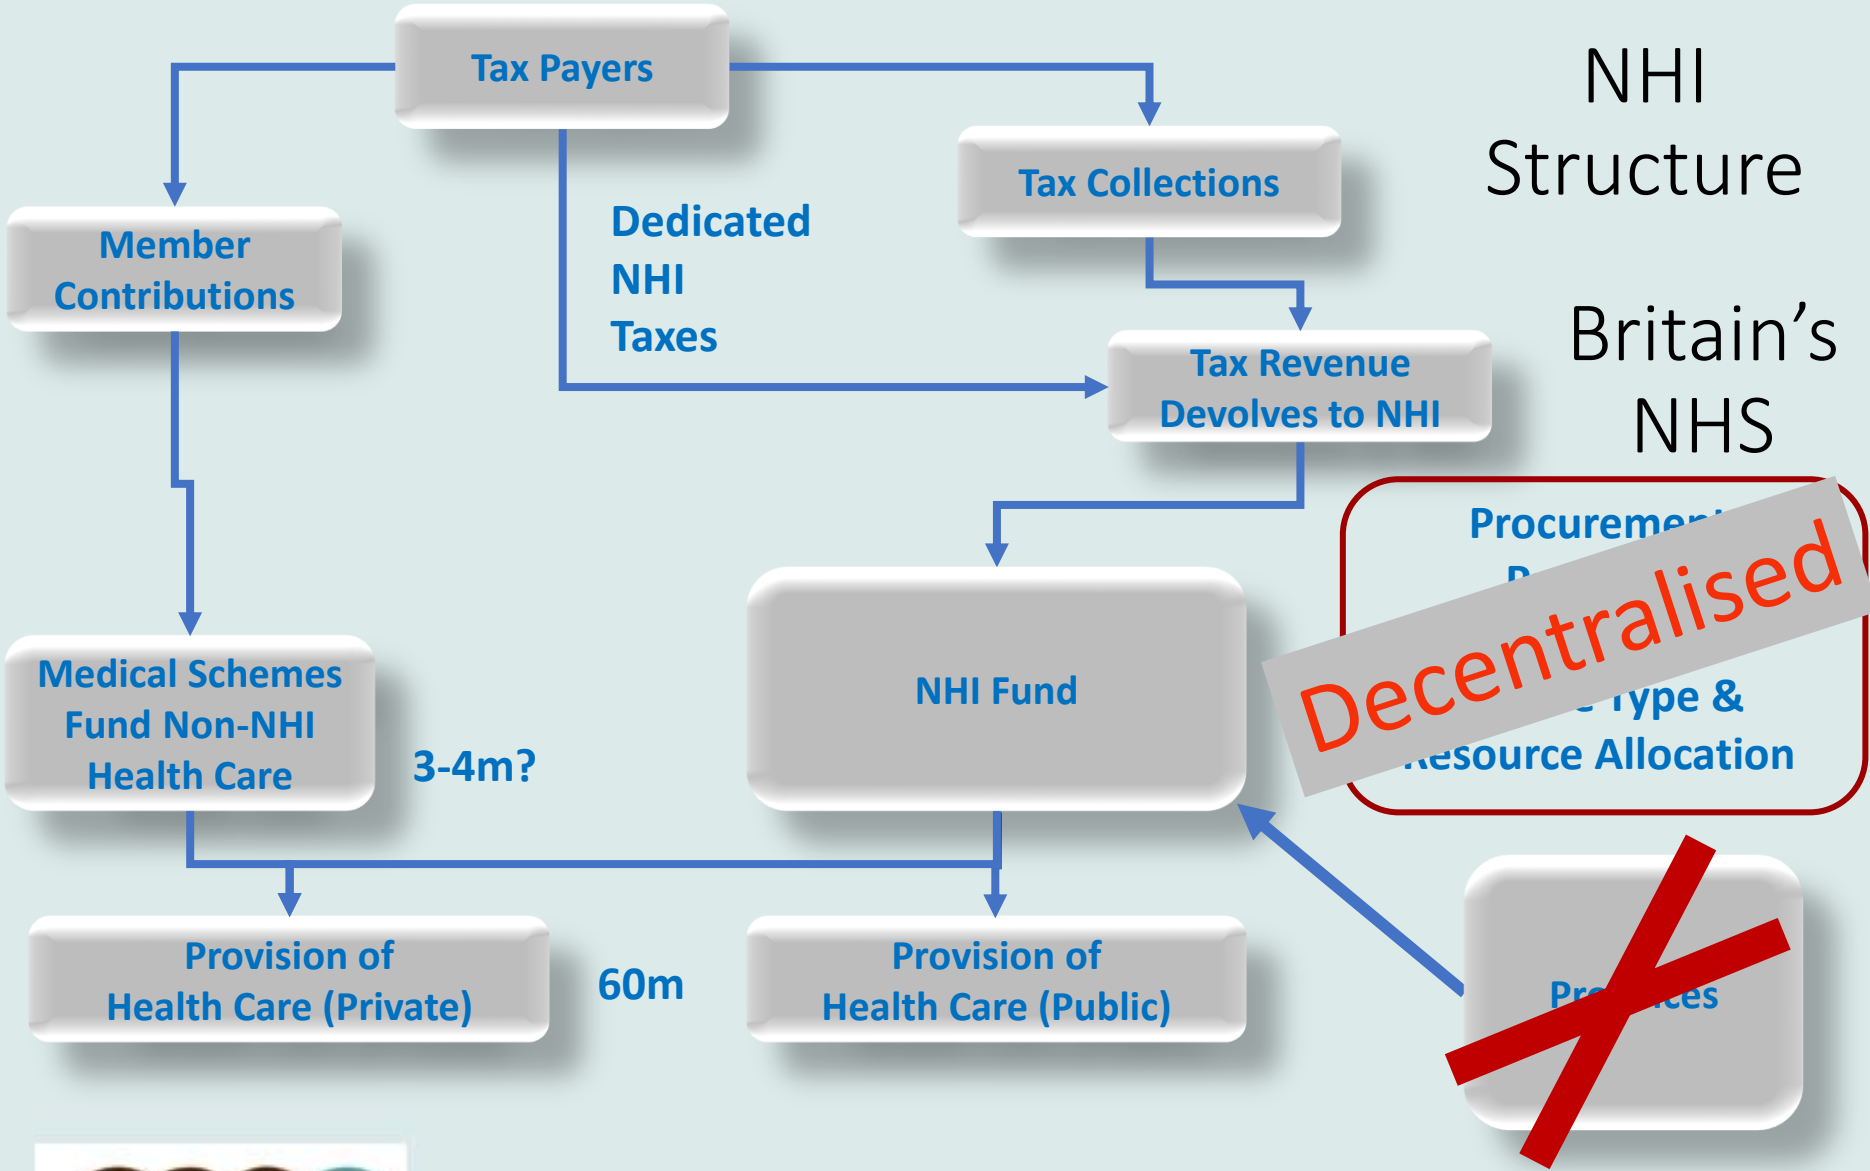 Tax Payers
NHI
Structure
Tax Collections
Dedicated
NHI
Taxes
Member
Contributions
Britain’s
NHS
Tax Revenue
Devolves to NHI
Decentralised
Type &
Resource Allocation
NHI Fund
Medical Schemes
Fund Non-NHI
Health Care
3-4m?
Provision of
Health Care (Private)
60m
Provision of
Health Care (Public)
Provinces